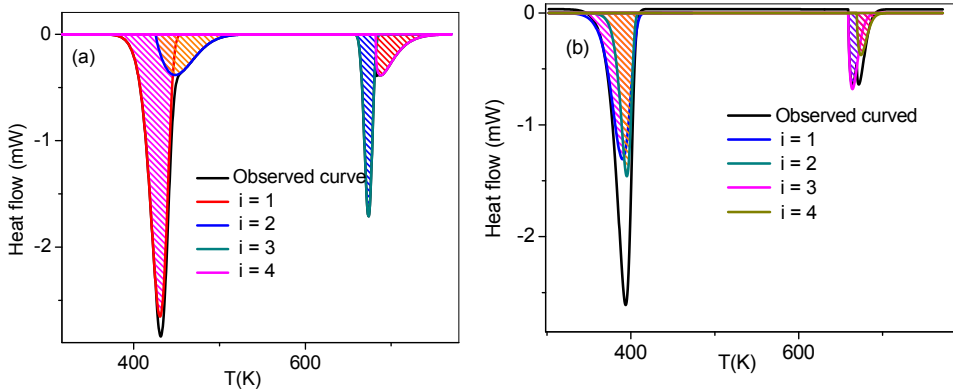 0
(a)
-1
-2
Heat flow (mW)
Observed curve
i = 1
i = 2
i = 3
i = 4
400
600
T(K)
0
(b)
-1
-2
Heat flow (mW)
Observed curved
i = 1
i = 2
i = 3
i = 4
400
600
T(K)